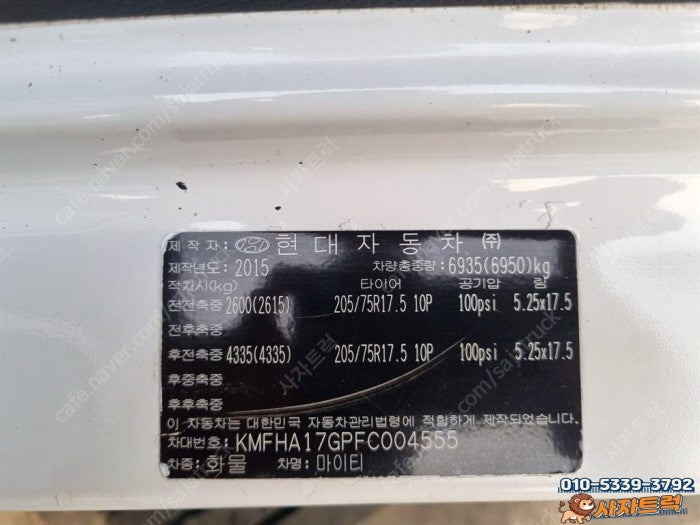 제작자: 현대자동차㈜
제작년도: 2015 차량총중량: 6935(6950)kg
적차시(kg) 타이어 공기압 림
전전축중 2600(2615) 205/75R17.5 10P 100psi 5.25x17.5
전후축중
후전축중 4335(4335) 205/75R17.5 10P 100psi 5.25x17.5
후중축중
후후축중
이 자동차는 대한민국 자동차관리법령에 적합하게 제작되었습니다.
차대번호: KMFHA17GPFC004555
차종: 화물 차명: 마이티
010-5339-3792
사자트럭
cafe.naver.com/sajatruck